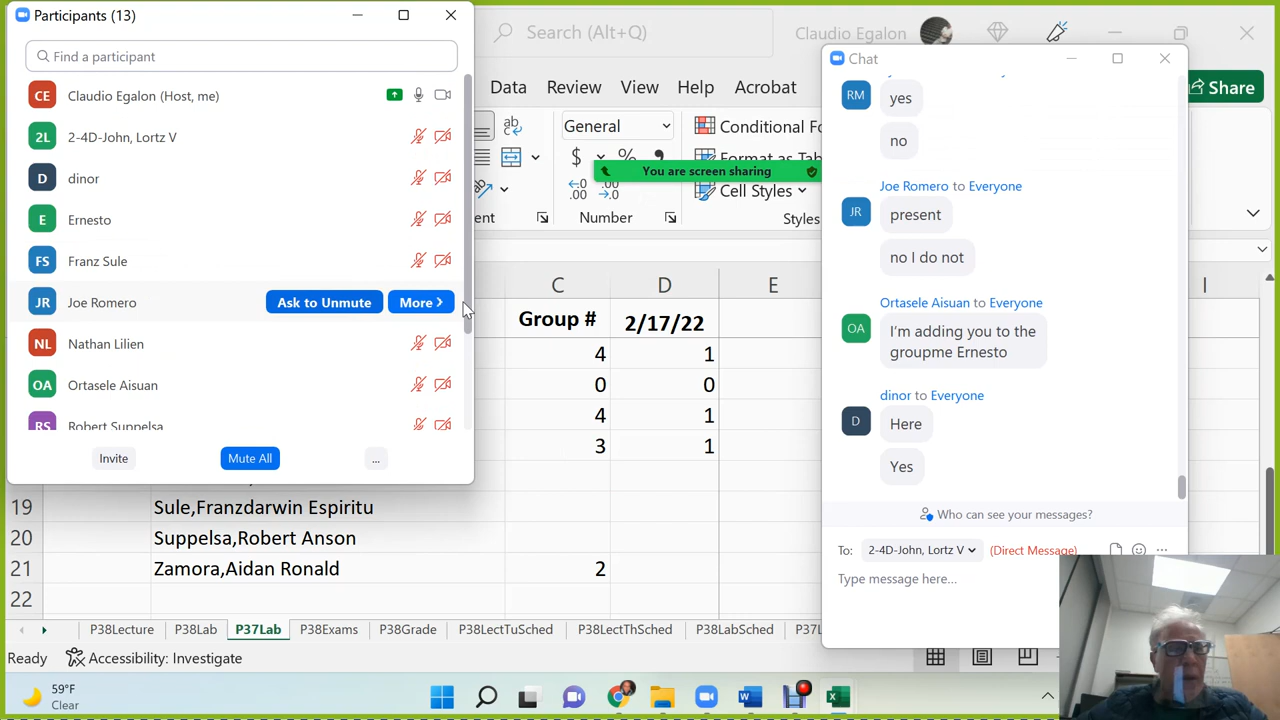 Participants (13)
Find a participant
CE Claudio Egalon (Host, me)
2L 2-4D-John, Lortz V
D dinor
E Ernesto
FS Franz Sule
JR Joe Romero Ask to Unmute More >
NL Nathan Lilien
OA Ortasele Aisuan
RS Robert Suppelsa
Invite Mute All ...
Search (Alt+Q) Claudio Egalon
Data Review View Help Acrobat Share
ab
General Conditional Fo
$ % , Format as Tab
You are screen sharing
Cell Styles
ent Number Styles
C D E I
Group # 2/17/22
4 1
0 0
4 1
3 1
19 Sule,Franzdarwin Espiritu
20 Suppelsa,Robert Anson
21 Zamora,Aidan Ronald 2
22
P38Lecture P38Lab P37Lab P38Exams P38Grade P38LectTuSched P38LectThSched P38LabSched
Ready Accessibility: Investigate
59°F
Clear
Chat
RM yes
no
Joe Romero to Everyone
JR present
no I do not
Ortasele Aisuan to Everyone
OA I'm adding you to the
groupme Ernesto
dinor to Everyone
D Here
Yes
Who can see your messages?
To: 2-4D-John, Lortz V (Direct Message) ...
Type message here...